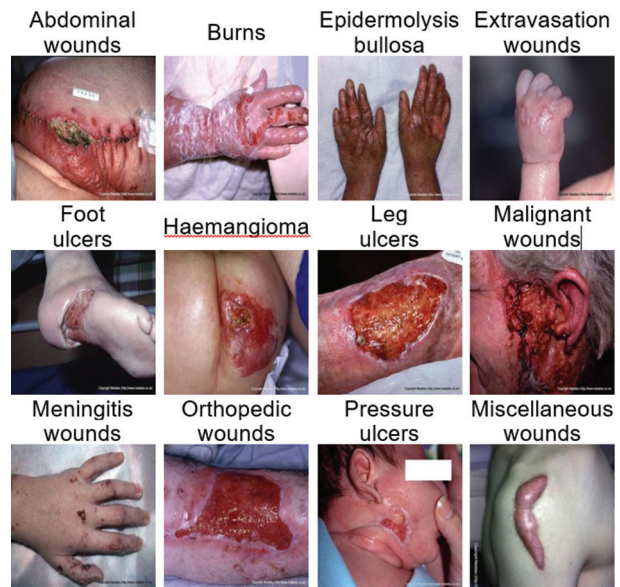 Abdominal
wounds
Burns
Epidermolysis
bullosa
Extravasation
wounds
Foot
ulcers
Haemangioma
Leg
ulcers
Malignant
wounds
Meningitis
wounds
Orthopedic
wounds
Pressure
ulcers
Miscellaneous
wounds